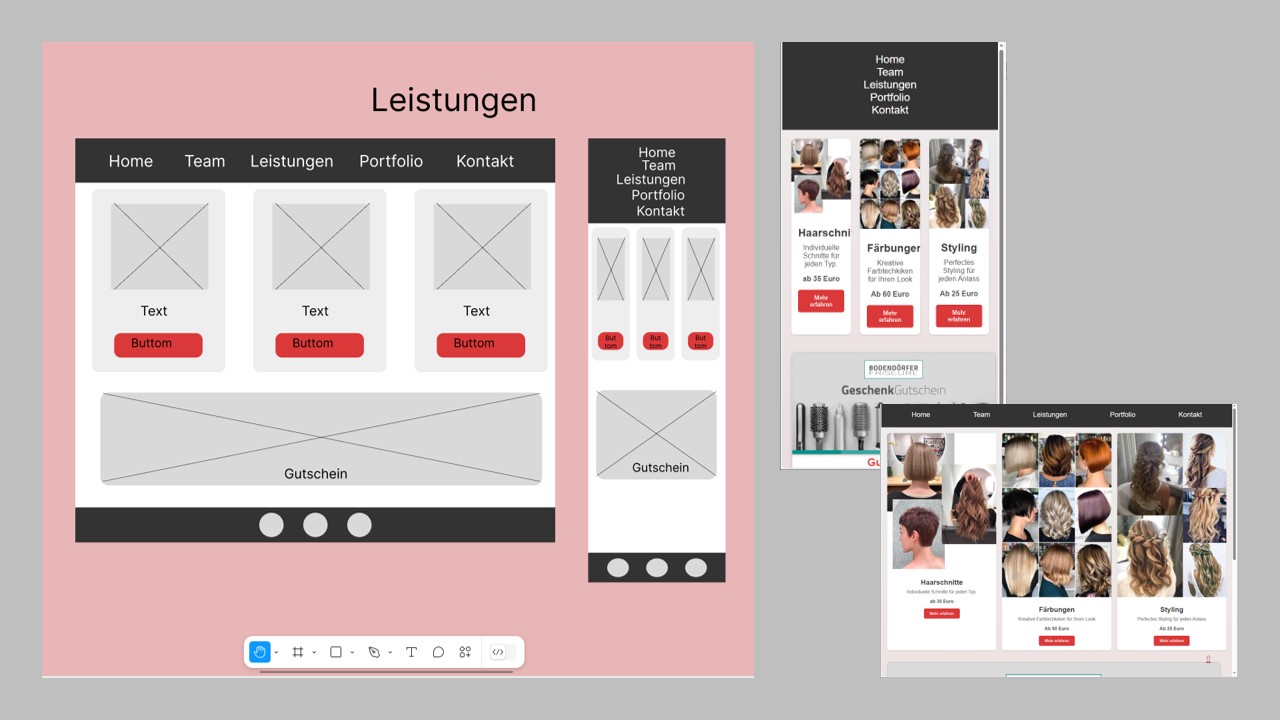 Leistungen
Home Team Leistungen Portfolio Kontakt
Text Text Text
Buttom Buttom Buttom
Gutschein
Home
Team
Leistungen
Portfolio
Kontakt
But But But
tom tom tom
Gutschein
Home
Team
Leistungen
Portfolio
Kontakt
Haarschni
Individuelle
Schnitte für
jeden Typ.
ab 35 Euro
Mehr
erfahren
Färbunger
Kreative
Farbtechkiken
für Ihren Look
Ab 60 Euro
Mehr
erfahren
Styling
Perfectes
Styling für
jeden Anlass
Ab 25 Euro
Mehr
erfahren
BODENDÖRFER
FRISEURE
GeschenkGutschein
Gu
Home Team Leistungen Portfolio Kontakt
Haarschnitte
Individuelle Schnitte für jeden Typ.
ab 35 Euro
Mehr erfahren
Färbungen
Kreative Farbtechkiken für Ihren Look
Ab 60 Euro
Mehr erfahren
Styling
Perfectes Styling für jeden Anlass
Ab 25 Euro
Mehr erfahren